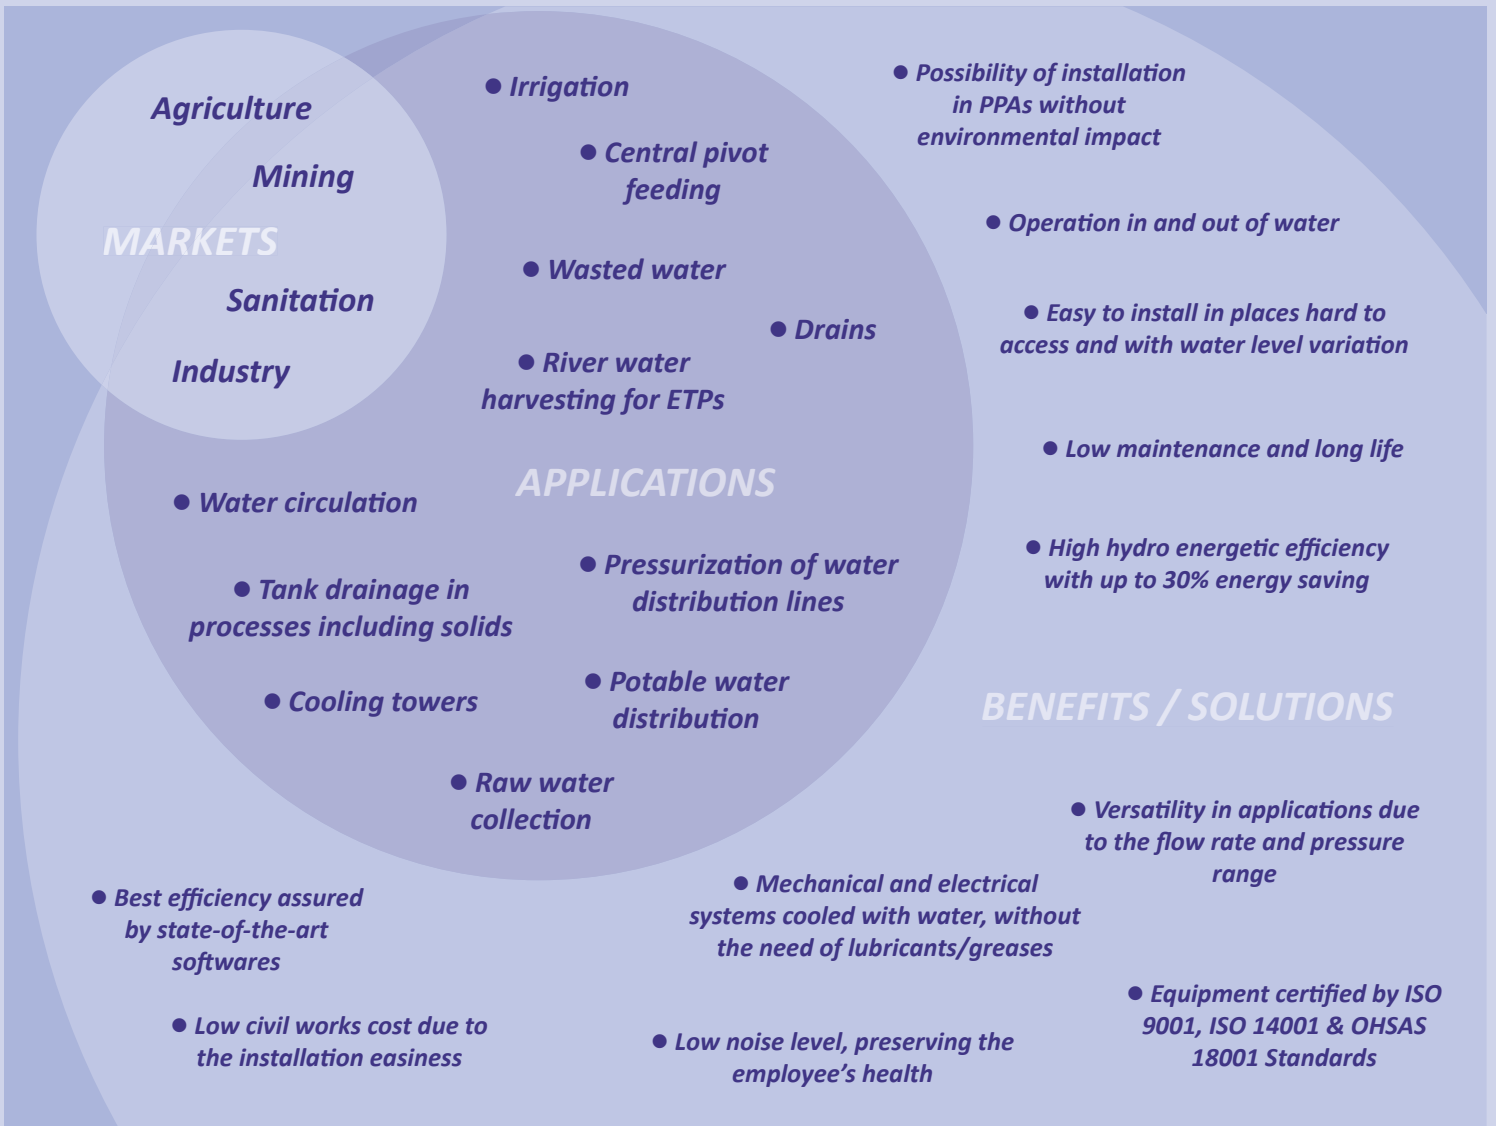 Agriculture
Mining
MARKETS
Sanitation
Industry
● Irrigation
● Central pivot
feeding
● Wasted water
● Drains
● River water
harvesting for ETPs
APPLICATIONS
● Water circulation
● Pressurization of water
distribution lines
● Tank drainage in
processes including solids
● Potable water
distribution
● Cooling towers
● Raw water
collection
● Possibility of installation
in PPAs without
environmental impact
● Operation in and out of water
● Easy to install in places hard to
access and with water level variation
● Low maintenance and long life
● High hydro energetic efficiency
with up to 30% energy saving
BENEFITS / SOLUTIONS
● Versatility in applications due
to the flow rate and pressure
range
● Mechanical and electrical
systems cooled with water, without
the need of lubricants/greases
● Best efficiency assured
by state-of-the-art
softwares
● Equipment certified by ISO
9001, ISO 14001 & OHSAS
18001 Standards
● Low civil works cost due to
the installation easiness
● Low noise level, preserving the
employee’s health